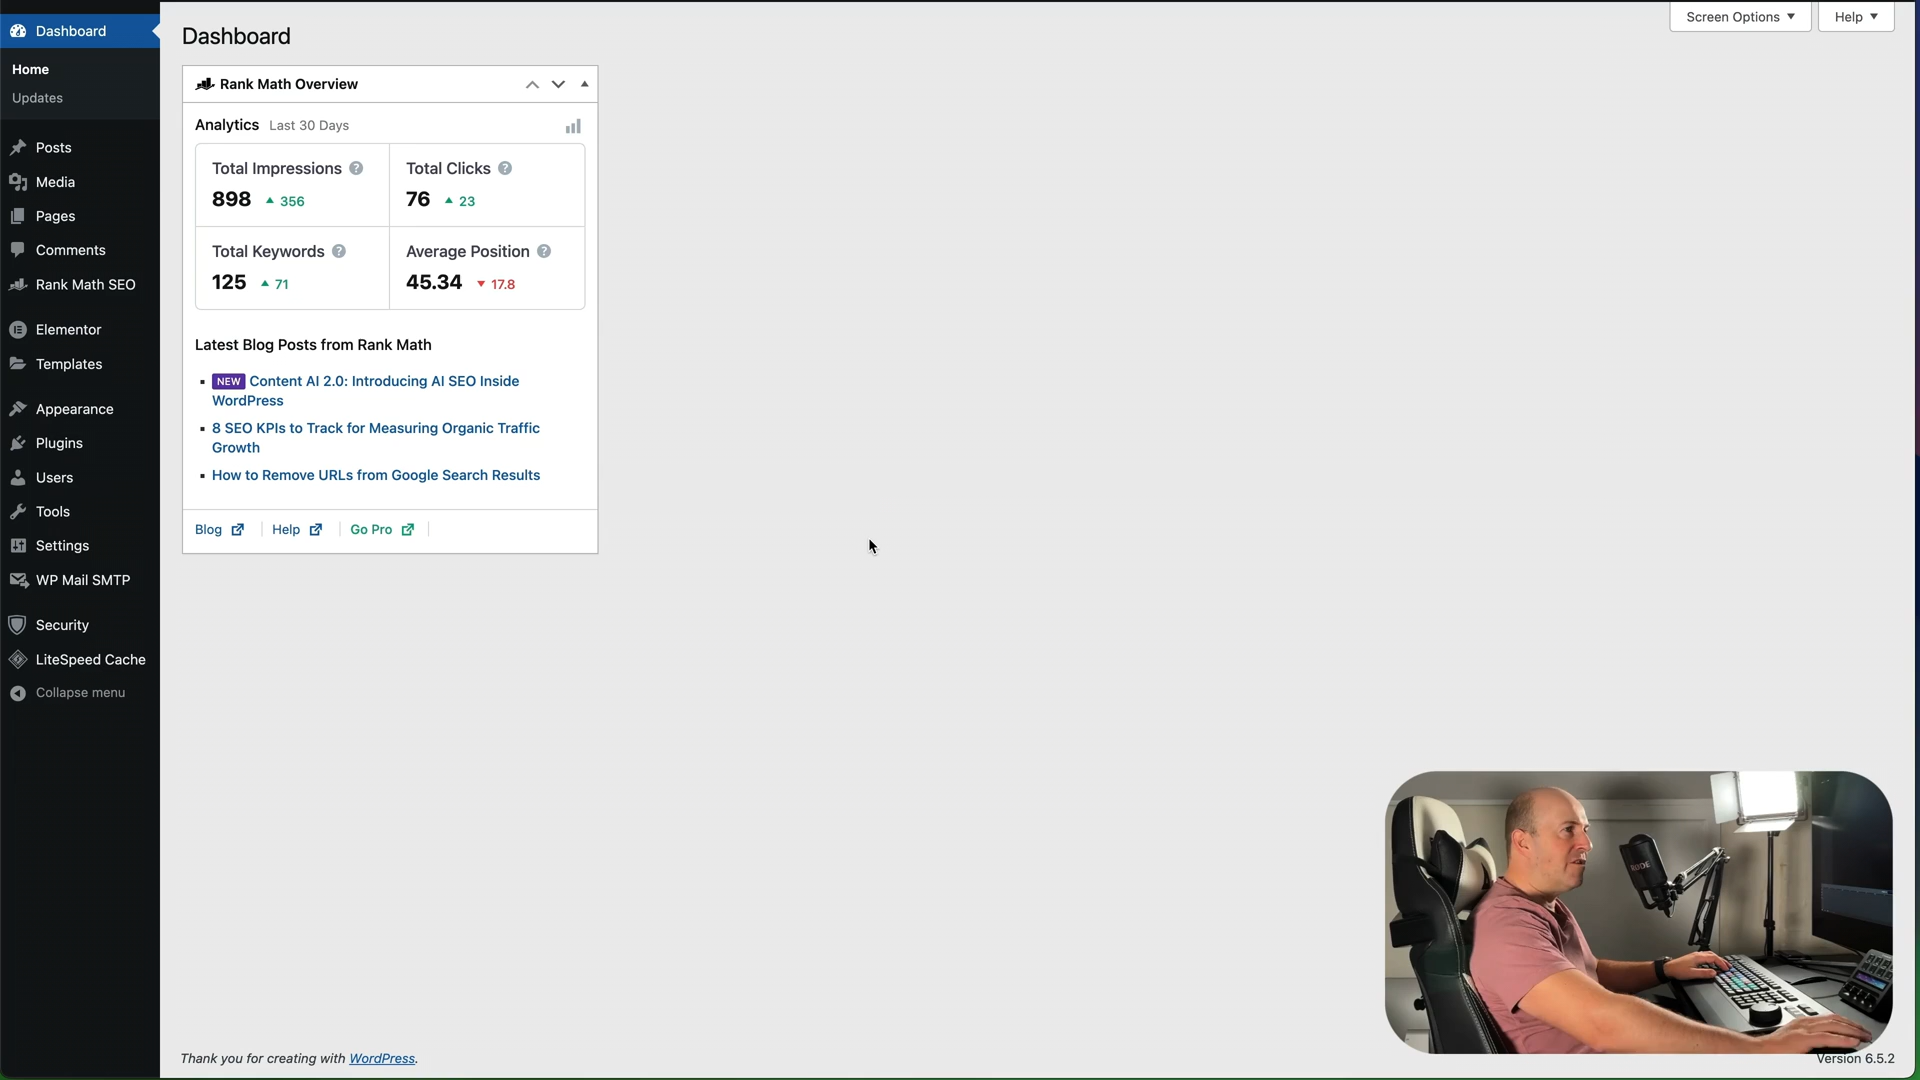 Dashboard
Home
Updates
Posts
Media
Pages
Comments
Rank Math SEO
Elementor
Templates
Appearance
Plugins
Users
Tools
Settings
WP Mail SMTP
Security
LiteSpeed Cache
Collapse menu
Screen Options
Help
Dashboard
Rank Math Overview
Analytics Last 30 Days
Total Impressions ?
898 356
Total Clicks ?
76 23
Total Keywords ?
125 71
Average Position ?
45.34 17.8
Latest Blog Posts from Rank Math
NEW Content AI 2.0: Introducing AI SEO Inside
WordPress
8 SEO KPIs to Track for Measuring Organic Traffic
Growth
How to Remove URLs from Google Search Results
Blog Help Go Pro
RODE
Thank you for creating with WordPress.
Version 6.5.2